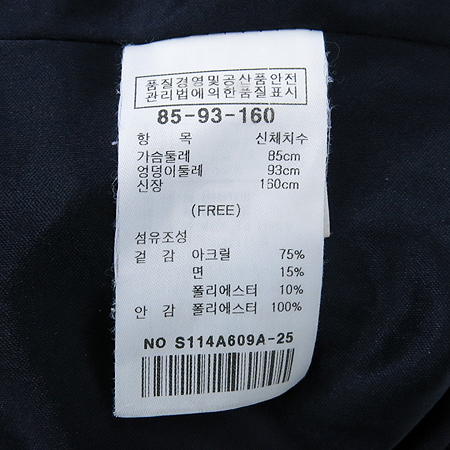 품질경영및공산품안전
관리법에의한품질표시
85-93-160
항 목 신체치수
가슴둘레 85cm
엉덩이둘레 93cm
신장 160cm
(FREE)
섬유조성
겉 감 아크릴 75%
면 15%
폴리에스터 10%
안 감 폴리에스터 100%
NO S114A609A-25